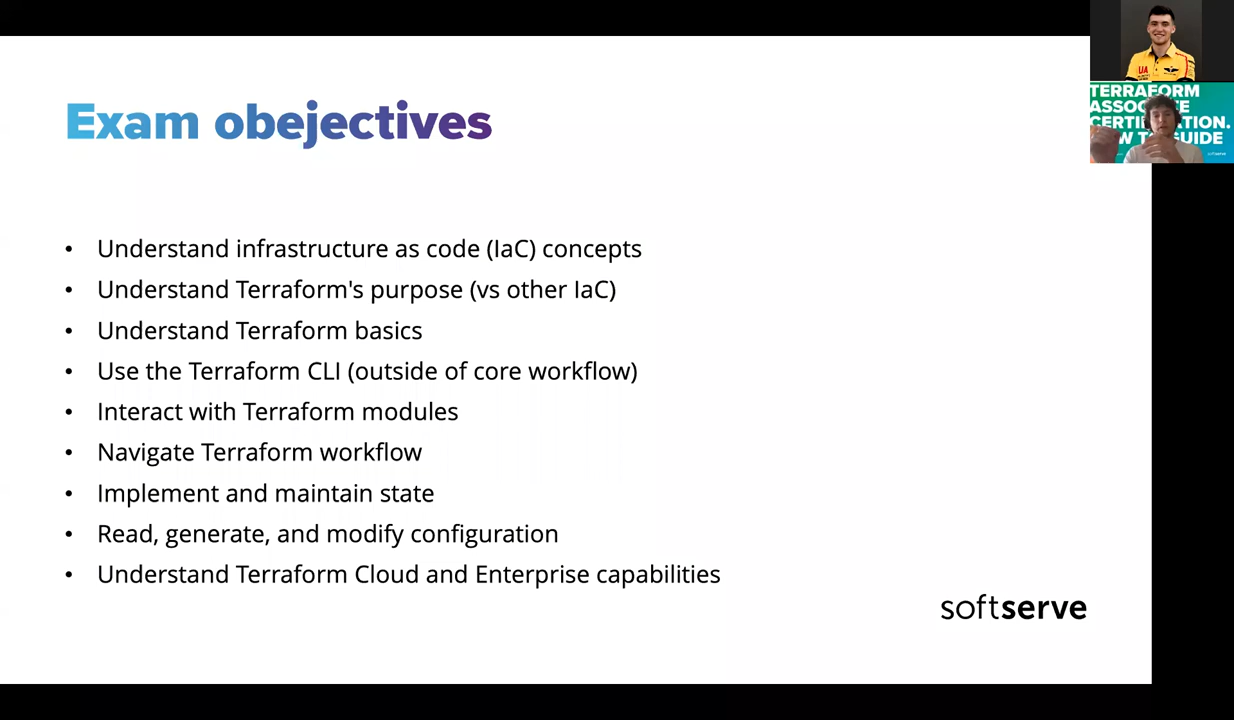 Exam obejectives
• Understand infrastructure as code (IaC) concepts
• Understand Terraform's purpose (vs other IaC)
• Understand Terraform basics
• Use the Terraform CLI (outside of core workflow)
• Interact with Terraform modules
• Navigate Terraform workflow
• Implement and maintain state
• Read, generate, and modify configuration
• Understand Terraform Cloud and Enterprise capabilities
softserve
UA
TERRAFORM
GUIDE
softserve